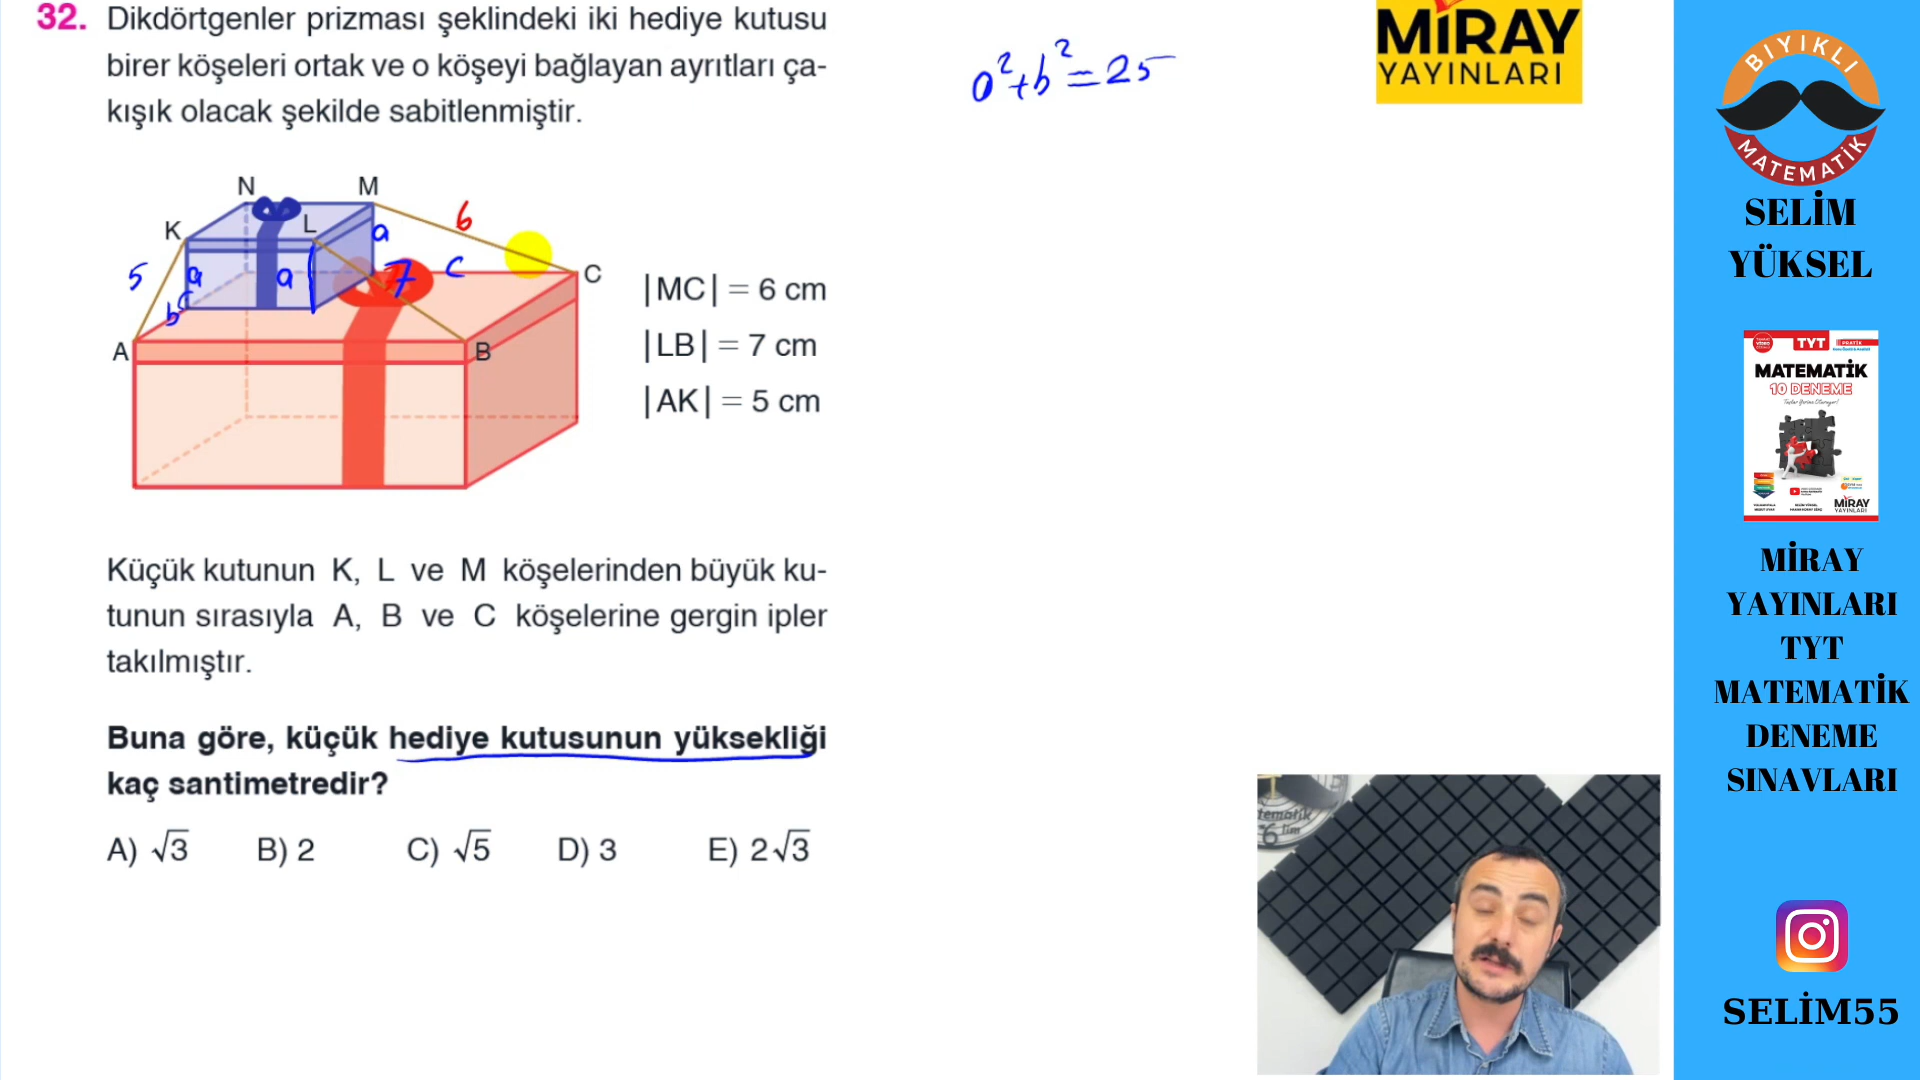 32. Dikdörtgenler prizması şeklindeki iki hediye kutusu
birer köşeleri ortak ve o köşeyi bağlayan ayrıtları ça-
kışık olacak şekilde sabitlenmiştir.
a²+b²=25
N
M
K
L
6
a
5
a
a
7
c
b
C
A
B
|MC| = 6 cm
|LB| = 7 cm
|AK| = 5 cm
Küçük kutunun K, L ve M köşelerinden büyük ku-
tunun sırasıyla A, B ve C köşelerine gergin ipler
takılmıştır.
Buna göre, küçük hediye kutusunun yüksekliği
kaç santimetredir?
A) √3 B) 2 C) √5 D) 3 E) 2√3
MİRAY
YAYINLARI
BIYIKLI
MATEMATİK
SELİM
YÜKSEL
TYT
PRATİK
MATEMATİK
10 DENEME
MİRAY
YAYINLARI
MİRAY
YAYINLARI
TYT
MATEMATİK
DENEME
SINAVLARI
SELİM55